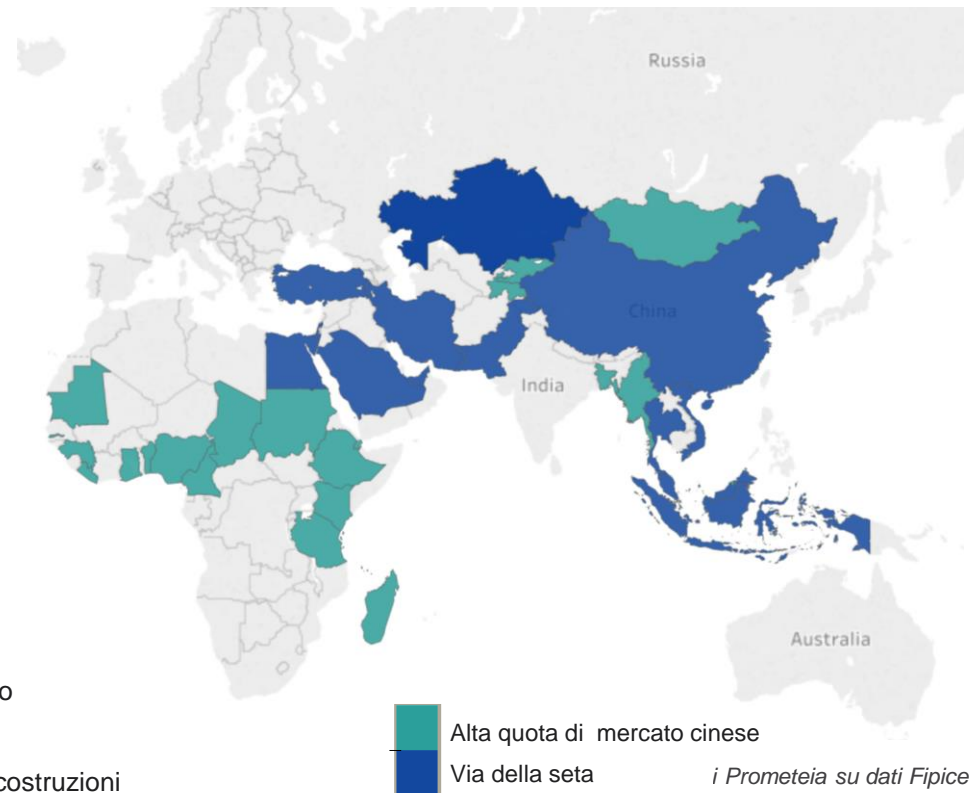 Russia
China
India
Australia
o
Alta quota di mercato cinese
costruzioni
Via della seta
i Prometeia su dati Fipice